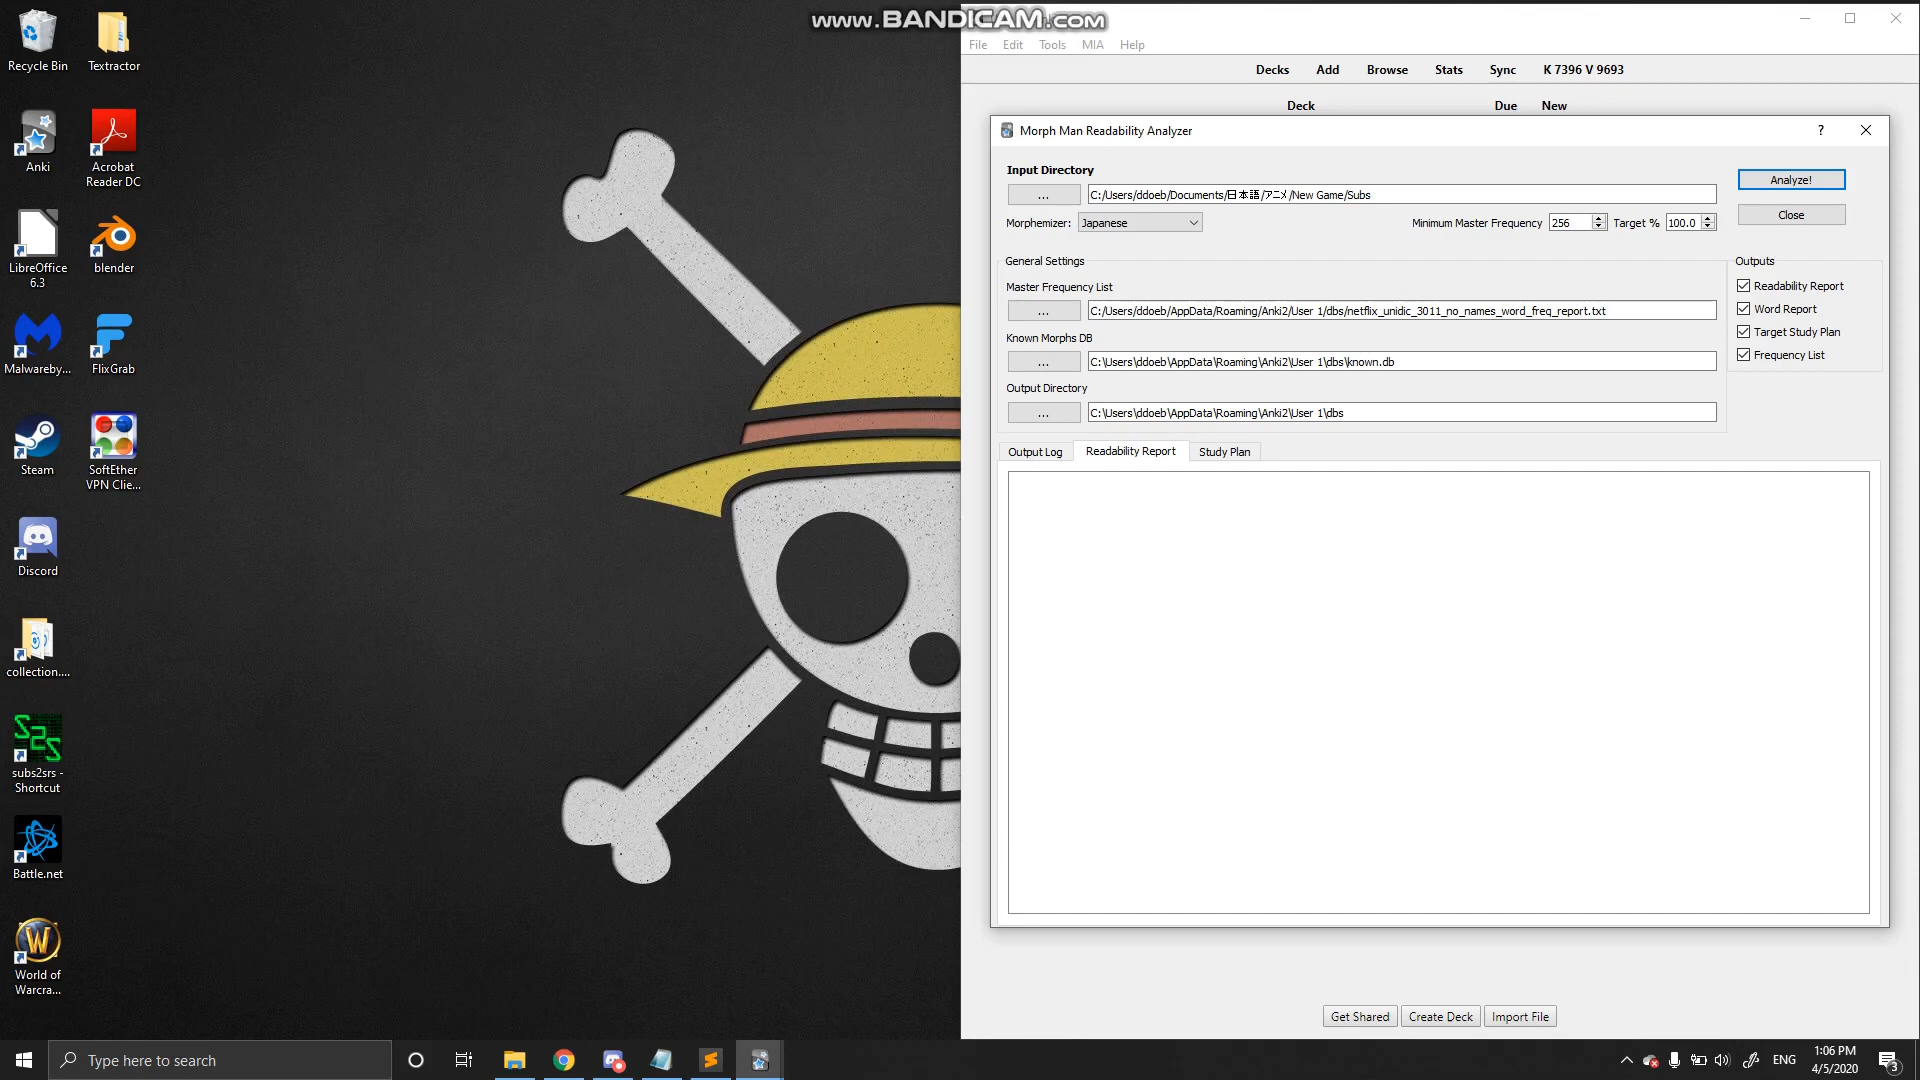 www.BANDICAM.com
Recycle Bin
Textractor
Anki
Acrobat
Reader DC
LibreOffice
6.3
blender
Malwareby...
FlixGrab
Steam
SoftEther
VPN Clie...
Discord
collection....
S2S
subs2srs -
Shortcut
Battle.net
World of
Warcra...
File Edit Tools MIA Help
Decks Add Browse Stats Sync K 7396 V 9693
Deck Due New
Morph Man Readability Analyzer
?
Input Directory
... C:/Users/ddoeb/Documents/日本語/アニメ/New Game/Subs
Analyze!
Morphemizer: Japanese Minimum Master Frequency 256 Target % 100.0
Close
General Settings
Master Frequency List
... C:/Users/ddoeb/AppData/Roaming/Anki2/User 1/dbs/netflix_unidic_3011_no_names_word_freq_report.txt
Known Morphs DB
... C:\Users\ddoeb\AppData\Roaming\Anki2\User 1\dbs\known.db
Output Directory
... C:\Users\ddoeb\AppData\Roaming\Anki2\User 1\dbs
Outputs
Readability Report
Word Report
Target Study Plan
Frequency List
Output Log Readability Report Study Plan
Get Shared Create Deck Import File
Type here to search
ENG
1:06 PM
4/5/2020
3